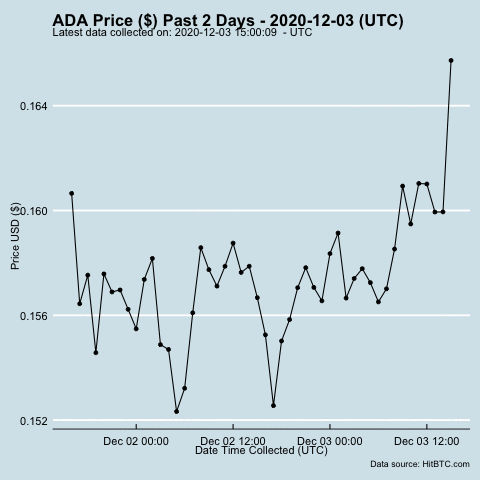 ADA Price ($) Past 2 Days - 2020-12-03 (UTC)
Latest data collected on: 2020-12-03 15:00:09  - UTC
0.164
0.160
0.156
0.152
Price USD ($)
Dec 02 00:00 Dec 02 12:00 Dec 03 00:00 Dec 03 12:00
Date Time Collected (UTC)
Data source: HitBTC.com